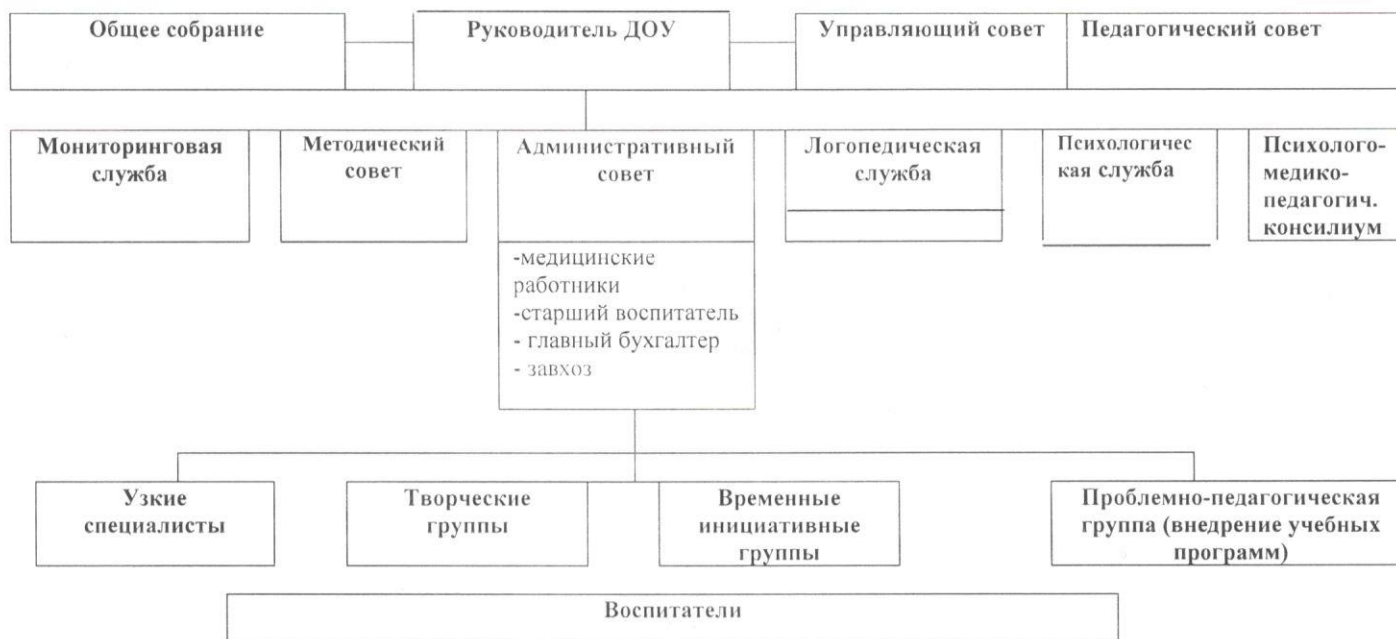 Общее собрание
Руководитель ДОУ
Управляющий совет
Педагогический совет
Мониторинговая
служба
Методический
совет
Административный
совет
Логопедическая
служба
Психологичес
кая служба
Психолого-
медико-
педагогич.
консилиум
-медицинские
работники
-старший воспитатель
- главный бухгалтер
- завхоз
Узкие
специалисты
Творческие
группы
Временные
инициативные
группы
Проблемно-педагогическая
группа (внедрение учебных
программ)
Воспитатели